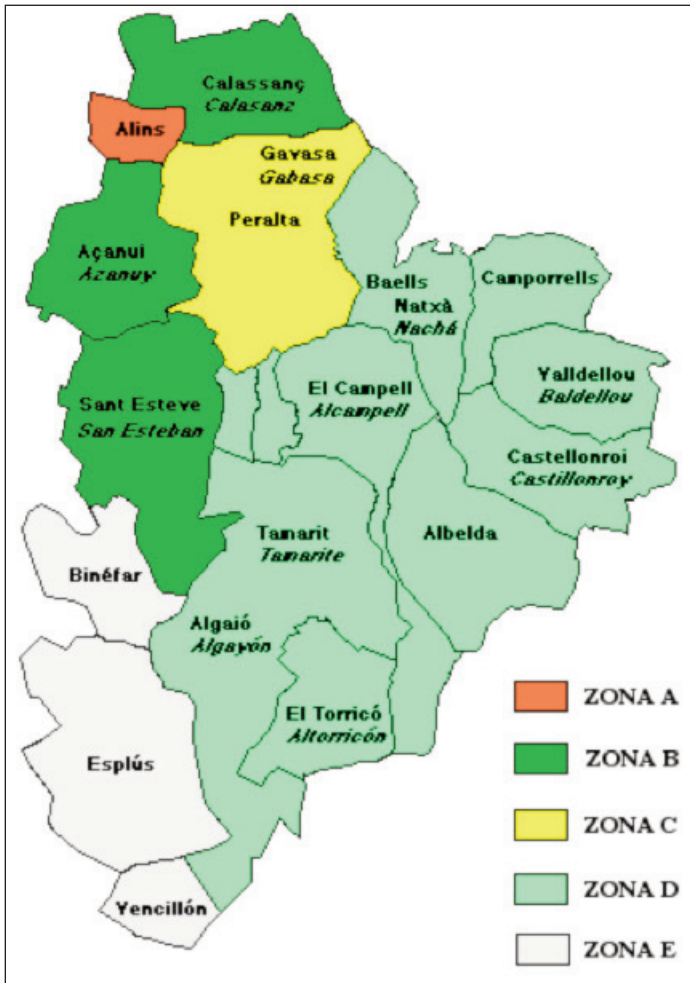 Calassanç
Calasanz
Alins
Gavasa
Gabasa
Peralta
Açanui
Azanuy
Baells
Natxà
Nachá
Camporrells
El Campell
Alcampell
Valldellou
Baldellou
Sant Esteve
San Esteban
Castellonroi
Castillonroy
Tamarit
Tamarite
Albelda
Binéfar
Algaió
Algayón
El Torricó
Altorricón
Esplús
Vencillón
ZONA A
ZONA B
ZONA C
ZONA D
ZONA E